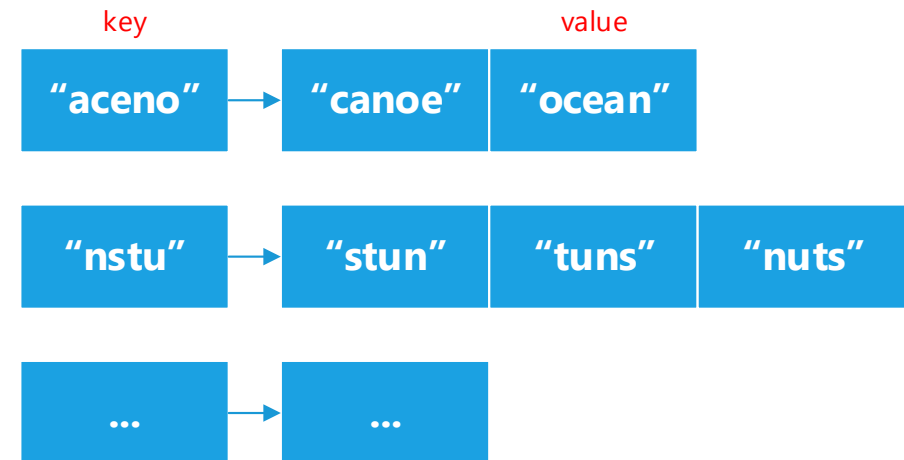 key value
“aceno” “canoe” “ocean”
“nstu” “stun” “tuns” “nuts”
... ...